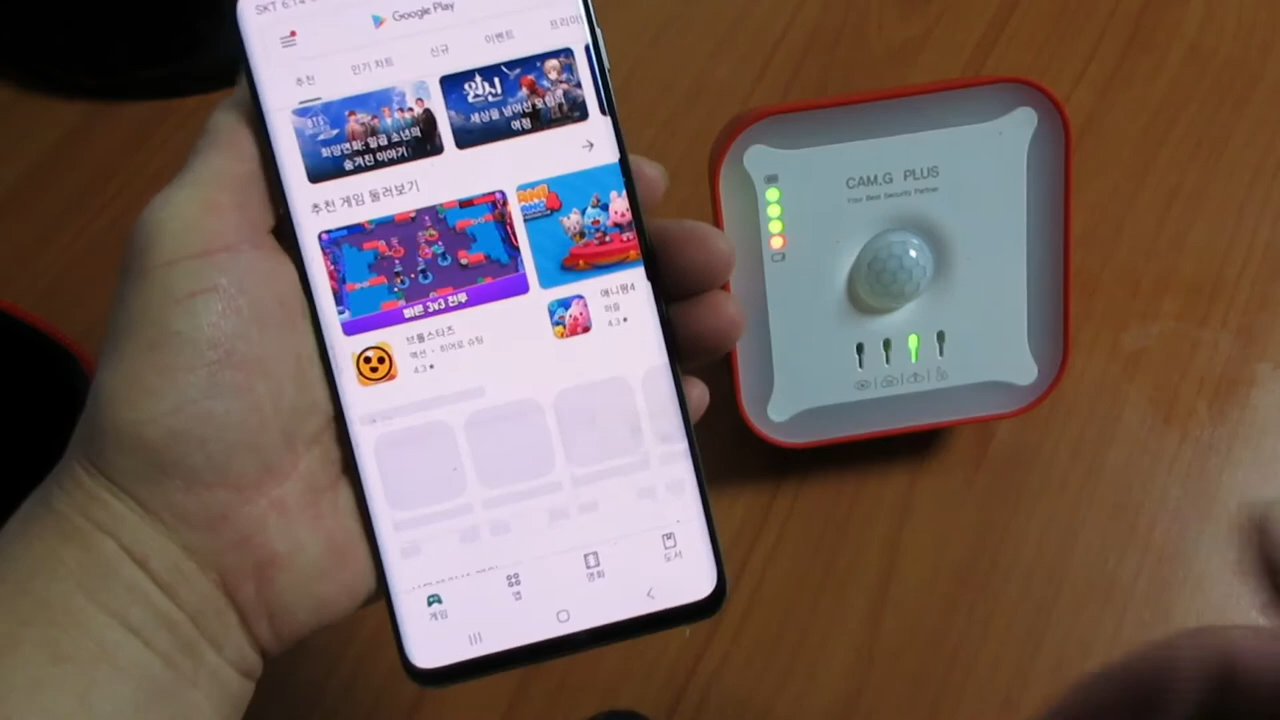 SKT 6:14
Google Play
추천
인기 차트
신규
이벤트
프리미
BTS
화양연화: 일곱 소년의
숨겨진 이야기
원신
세상을 넘어선 모험의
여정
추천 게임 둘러보기
빠른 3v3 전투
브롤스타즈
액션 · 히어로 슈팅
4.3★
애니팡4
퍼즐
4.3★
게임
앱
영화
도서
CAM.G PLUS
Your Best Security Partner